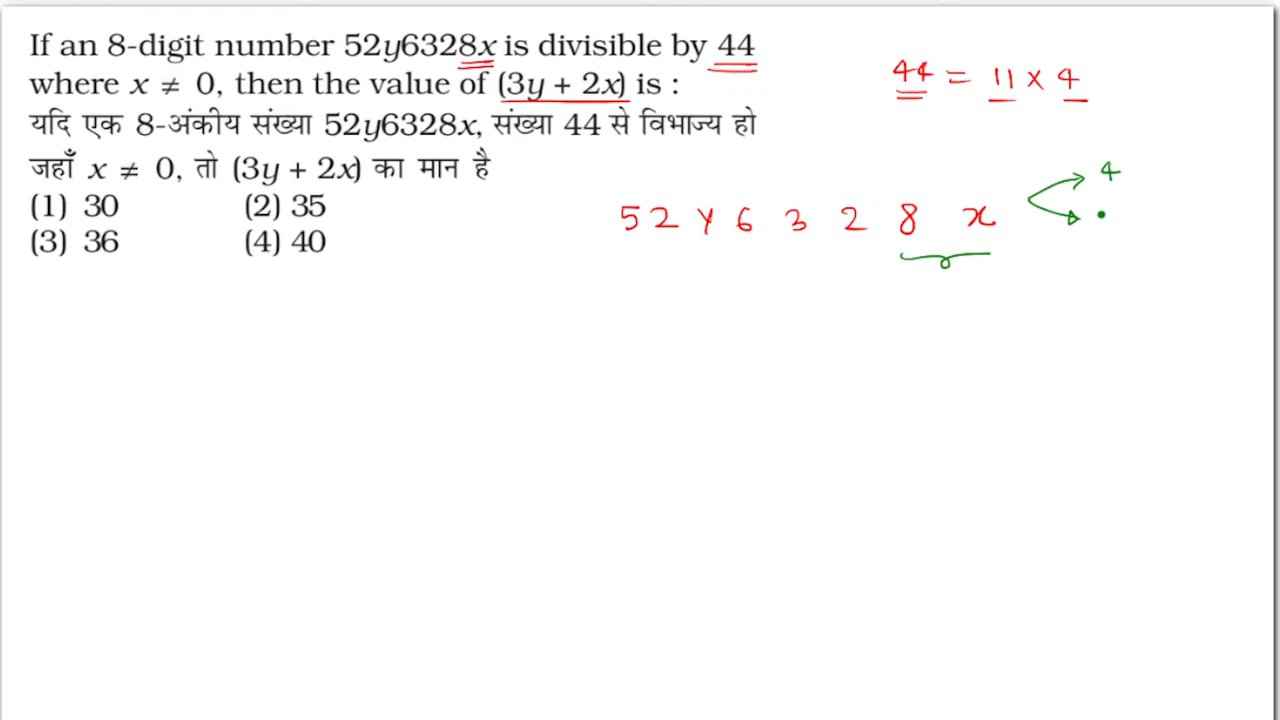 If an 8-digit number 52y6328x is divisible by 44
where x ≠ 0, then the value of (3y + 2x) is :
यदि एक 8-अंकीय संख्या 52y6328x, संख्या 44 से विभाज्य हो
जहाँ x ≠ 0, तो (3y + 2x) का मान है
(1) 30 (2) 35
(3) 36 (4) 40
44 = 11 × 4
4
5 2 y 6 3 2 8 x